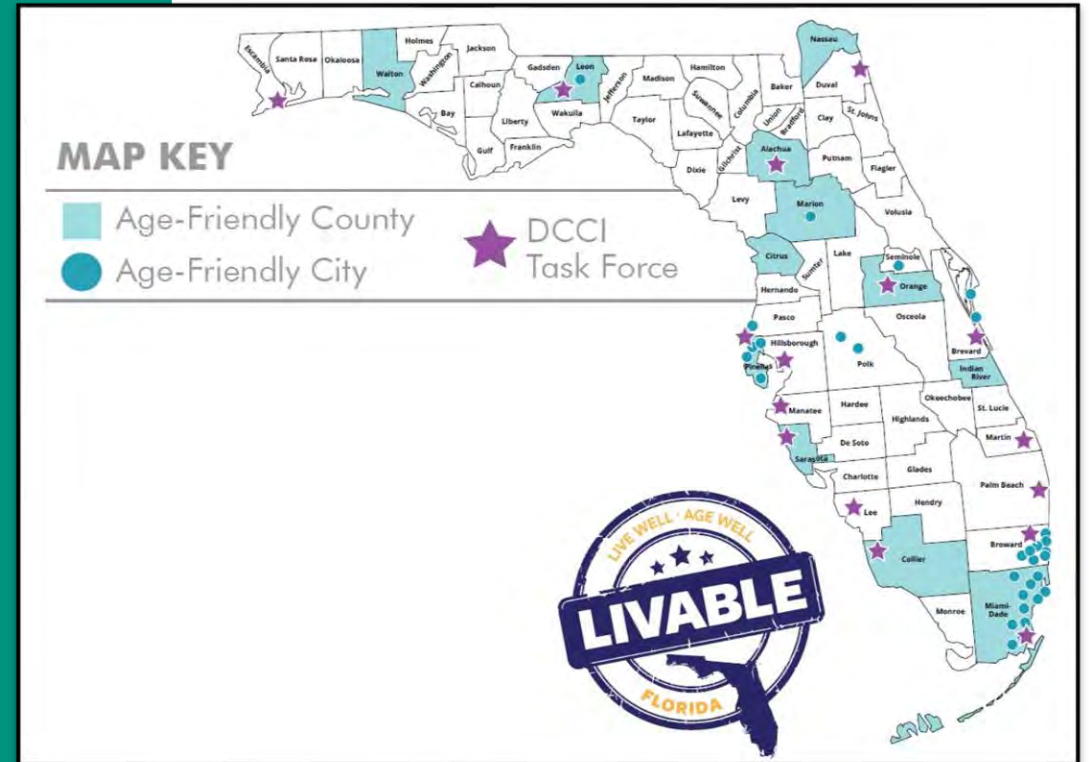 MAP KEY
Age-Friendly County
Age-Friendly City
DCCI
Task Force
Escambia
Santa Rosa
Okaloosa
Walton
Holmes
Washington
Jackson
Bay
Calhoun
Gulf
Liberty
Franklin
Gadsden
Leon
Wakulla
Jefferson
Madison
Taylor
Hamilton
Suwannee
Lafayette
Dixie
Columbia
Gilchrist
Baker
Union
Bradford
Nassau
Duval
Clay
St. Johns
Alachua
Putnam
Flagler
Levy
Marion
Volusia
Citrus
Sumter
Lake
Seminole
Orange
Hernando
Pasco
Osceola
Hillsborough
Pinellas
Polk
Brevard
Indian
River
Manatee
Hardee
Highlands
Okeechobee
St. Lucie
Sarasota
De Soto
Martin
Charlotte
Glades
Palm Beach
Lee
Hendry
Collier
Broward
Monroe
Miami-
Dade
LIVE WELL · AGE WELL
LIVABLE
FLORIDA